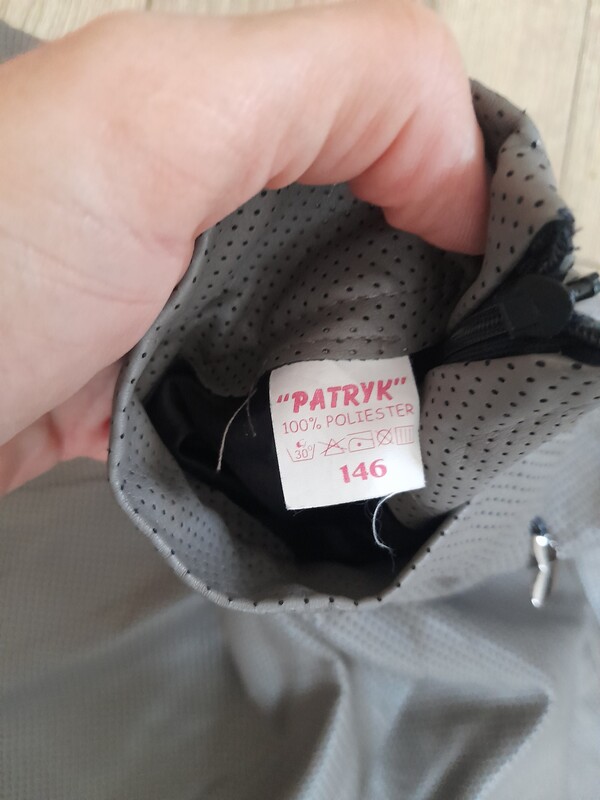 "PATRYK"
100% POLIESTER
30°
146